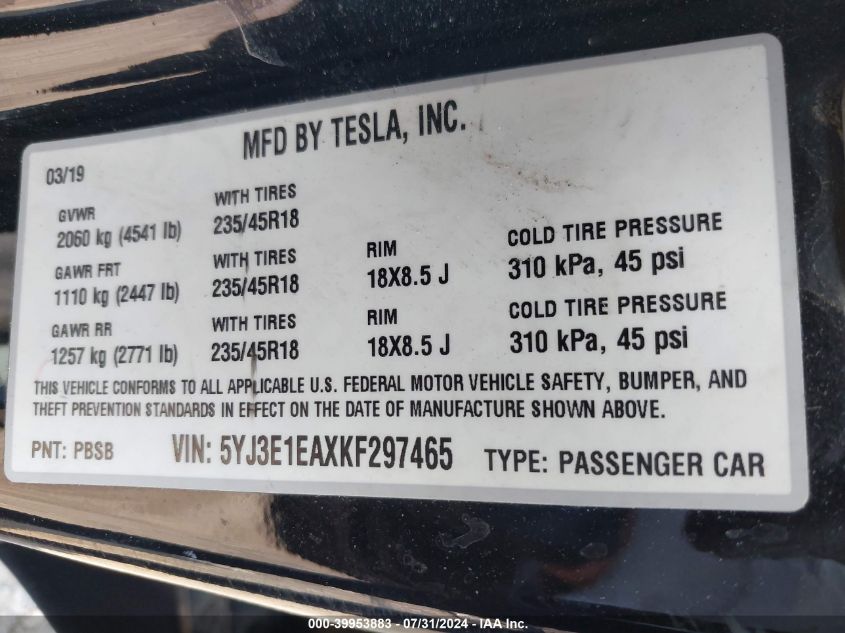 MFD BY TESLA, INC.
03/19
GVWR WITH TIRES
2060 kg (4541 lb) 235/45R18
GAWR FRT WITH TIRES RIM COLD TIRE PRESSURE
1110 kg (2447 lb) 235/45R18 18X8.5 J 310 kPa, 45 psi
GAWR RR WITH TIRES RIM COLD TIRE PRESSURE
1257 kg (2771 lb) 235/45R18 18X8.5 J 310 kPa, 45 psi
THIS VEHICLE CONFORMS TO ALL APPLICABLE U.S. FEDERAL MOTOR VEHICLE SAFETY, BUMPER, AND
THEFT PREVENTION STANDARDS IN EFFECT ON THE DATE OF MANUFACTURE SHOWN ABOVE.
PNT: PBSB VIN: 5YJ3E1EAXKF297465 TYPE: PASSENGER CAR
000-39953883 - 07/31/2024 - IAAI.com